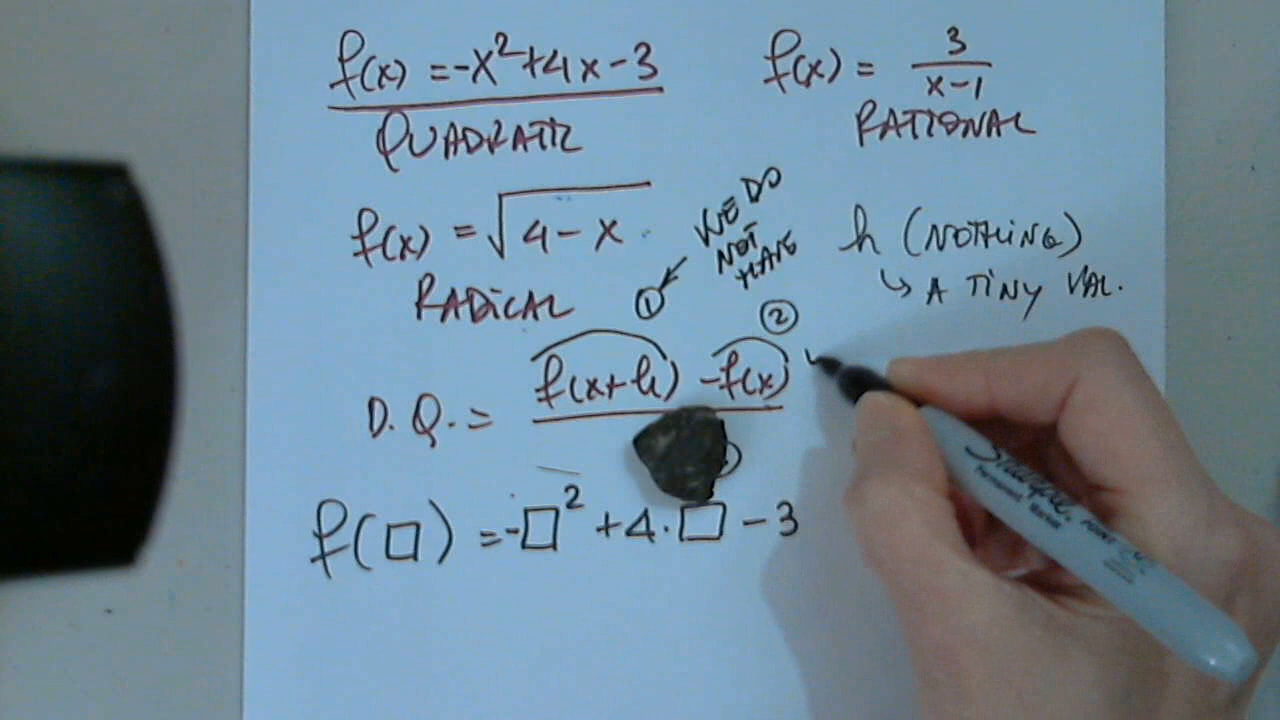 f(x) = -x²+4x-3
QUADRATIC
f(x) = 3/(x-1)
RATIONAL
f(x) = √(4-x)
RADICAL
①
WE DO
NOT
HAVE
h (NOTHING)
↳ A TINY VAL.
②
D.Q. = f(x+h) - f(x)
f(□) = -□² + 4·□ - 3
Sharpie